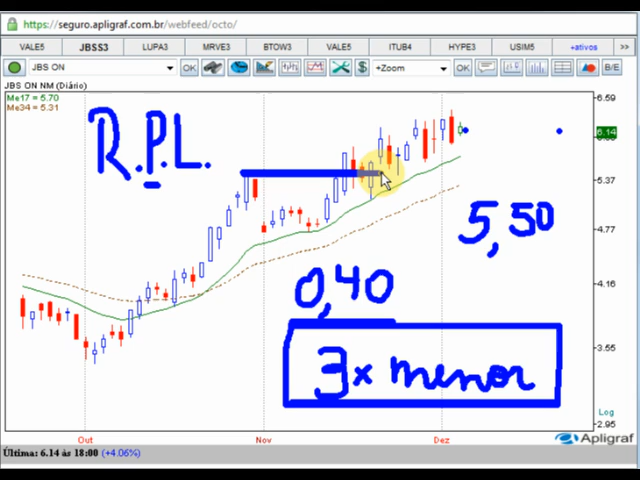 https://seguro.apligraf.com.br/webfeed/octo/
VALE5 JBSS3 LUPA3 MRVE3 BTOW3 VALE5 ITUB4 HYPE3 USIM5 +ativos >>
JBS ON OK +Zoom OK B/E
JBS ON NM (Diário)
Me17 = 5.70
Me34 = 5.31
R.P.L.
6.59
6.14
5.37
5,50
4.77
0,40
4.16
3x menor
3.55
Log
2.95
Apligraf
Out Nov Dez
Última: 6.14 às 18:00 (+4.06%)